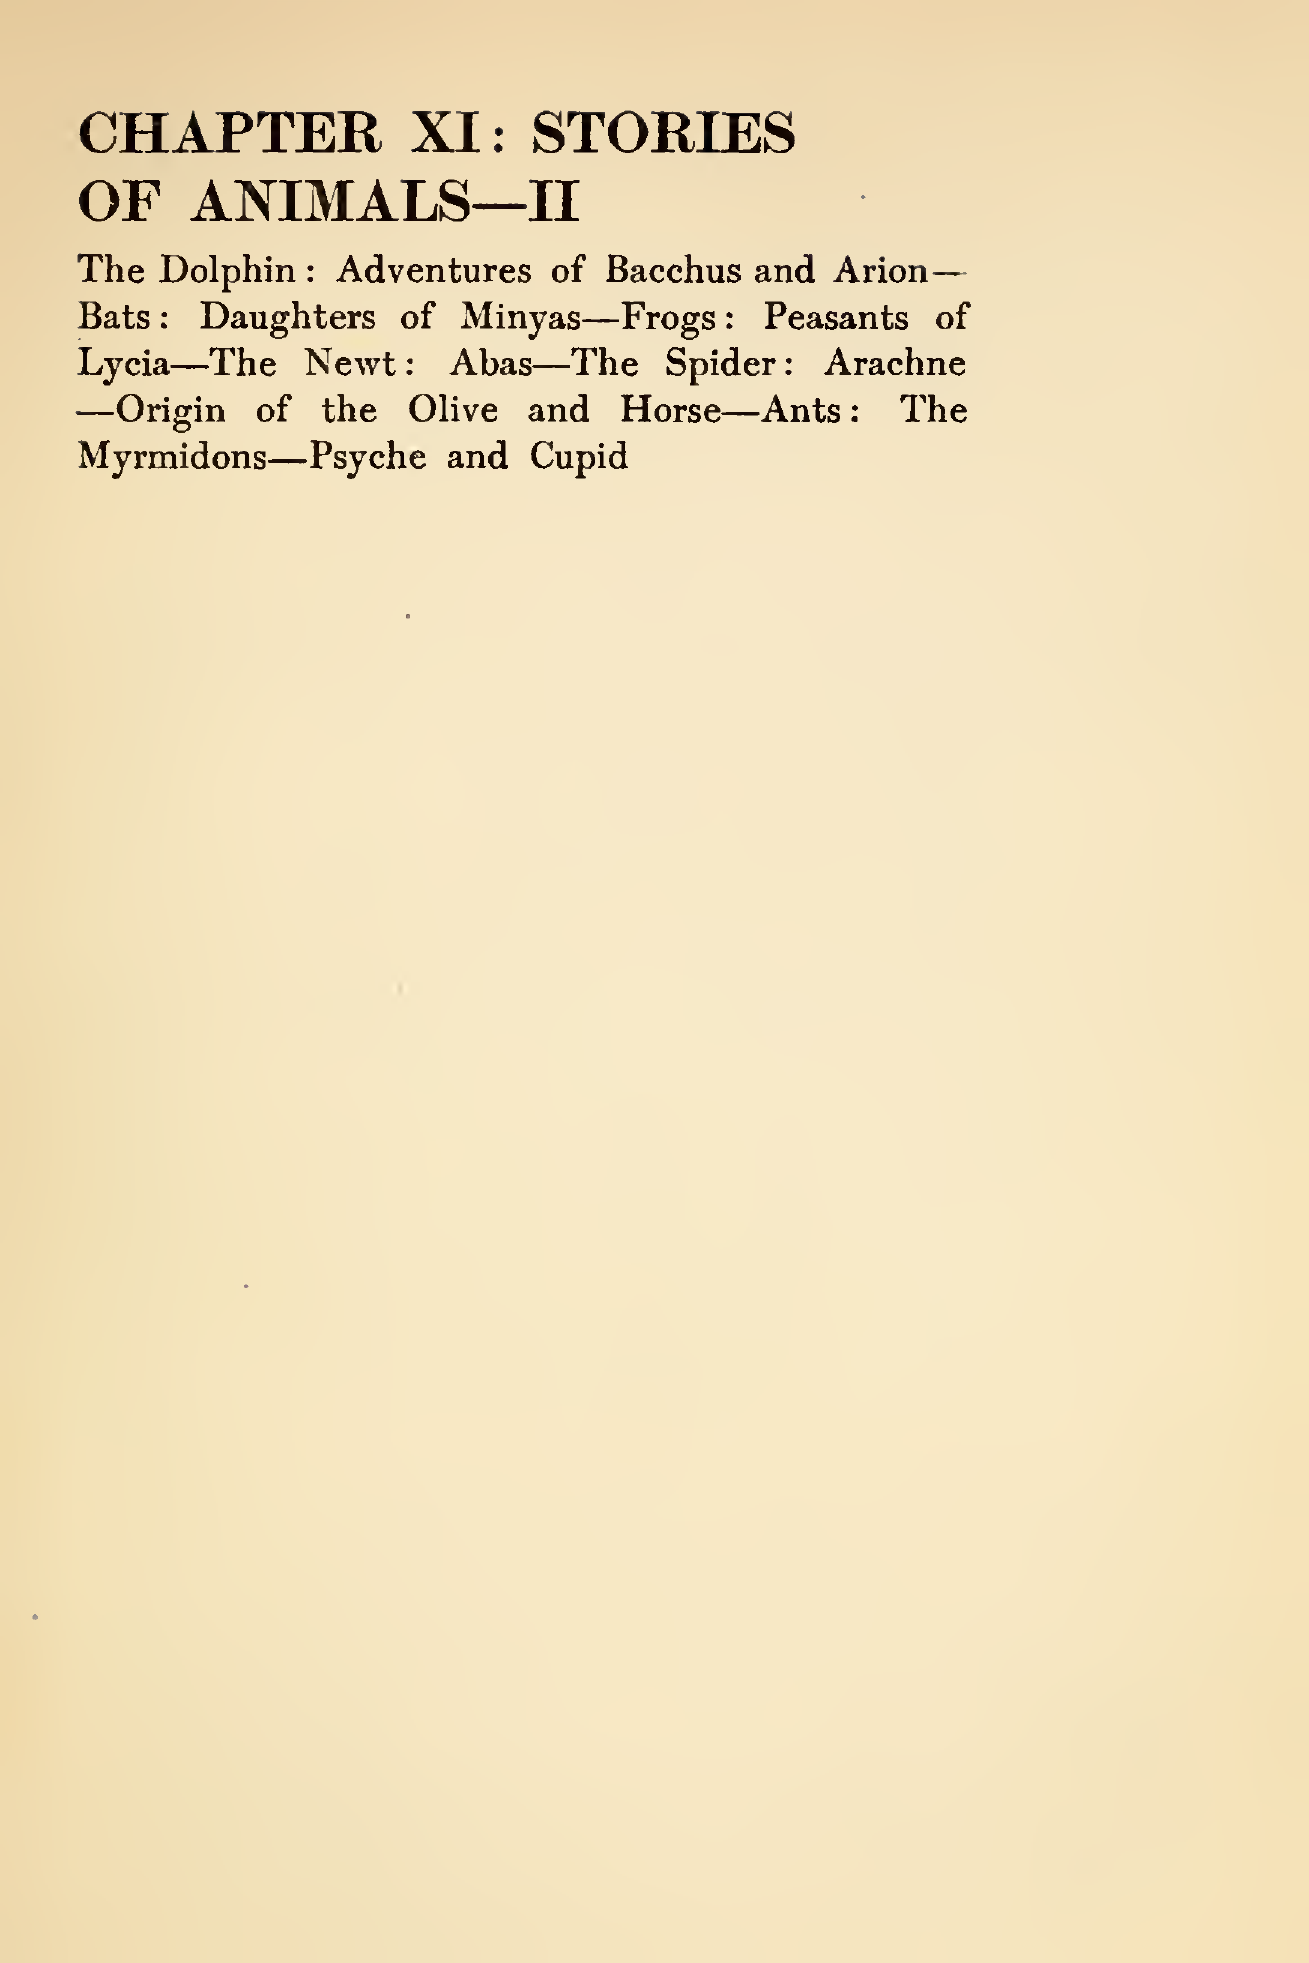 CHAPTER XI: STORIES
OF ANIMALS—II
The Dolphin: Adventures of Bacchus and Arion—
Bats: Daughters of Minyas—Frogs: Peasants of
Lycia—The Newt: Abas—The Spider: Arachne
—Origin of the Olive and Horse—Ants: The
Myrmidons—Psyche and Cupid